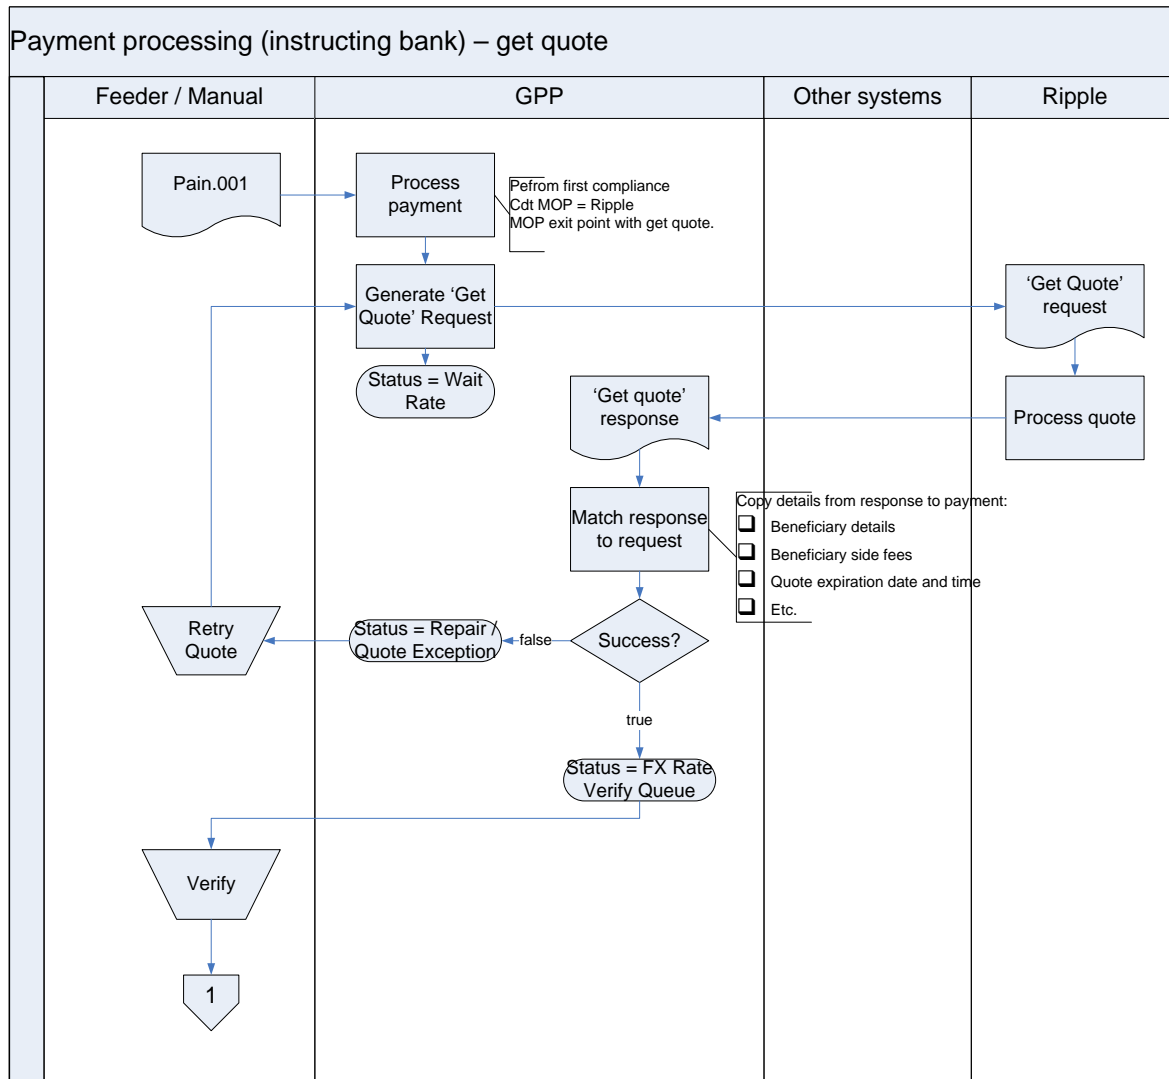 Payment processing (instructing bank) – get quote
Feeder / Manual
GPP
Other systems
Ripple
Pain.001
Process
payment
Pefrom first compliance
Cdt MOP = Ripple
MOP exit point with get quote.
Generate ‘Get
Quote’ Request
‘Get Quote’
request
Status = Wait
Rate
‘Get quote’
response
Process quote
Match response
to request
Copy details from response to payment:
Beneficiary details
Beneficiary side fees
Quote expiration date and time
Etc.
Retry
Quote
Status = Repair /
Quote Exception
false
Success?
true
Status = FX Rate
Verify Queue
Verify
1